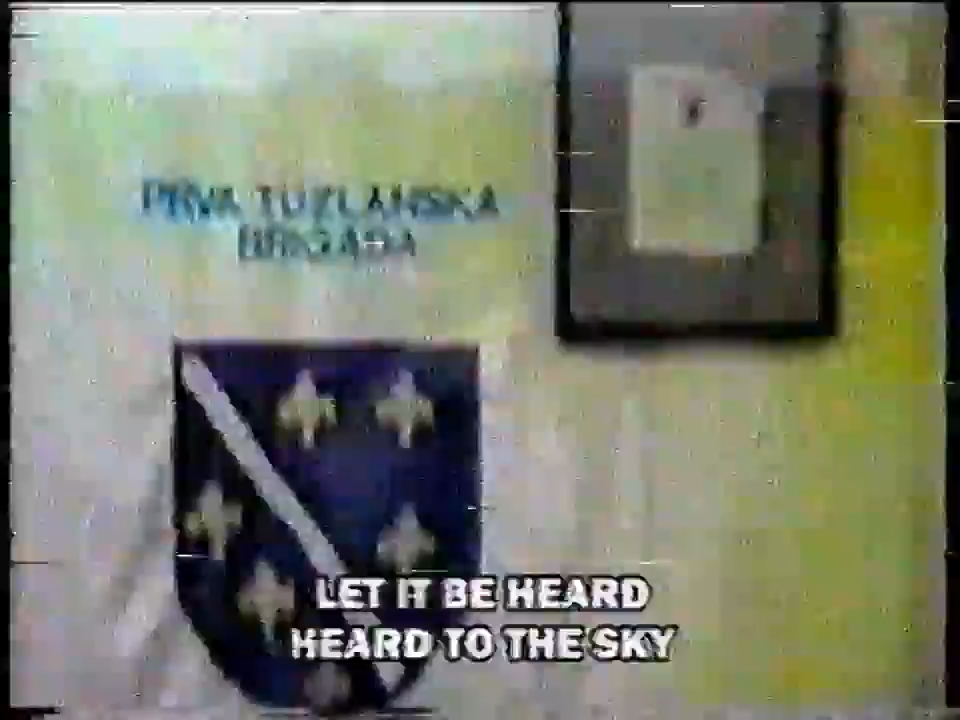 PRVA TUZLANSKA
BRIGADA
LET IT BE HEARD
HEARD TO THE SKY